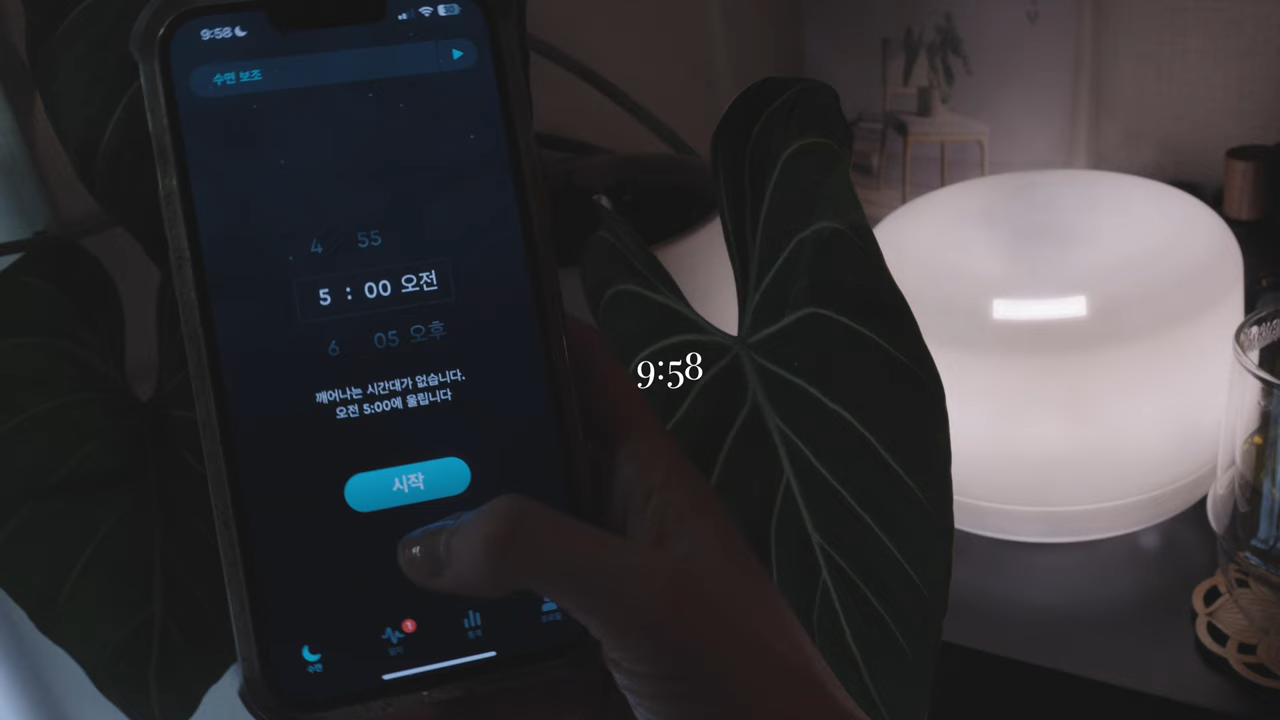 9:58
30
수면 보조
4 55
5 : 00 오전
6 05 오후
깨어나는 시간대가 없습니다.
오전 5:00에 울립니다
시작
9:58
1
수면